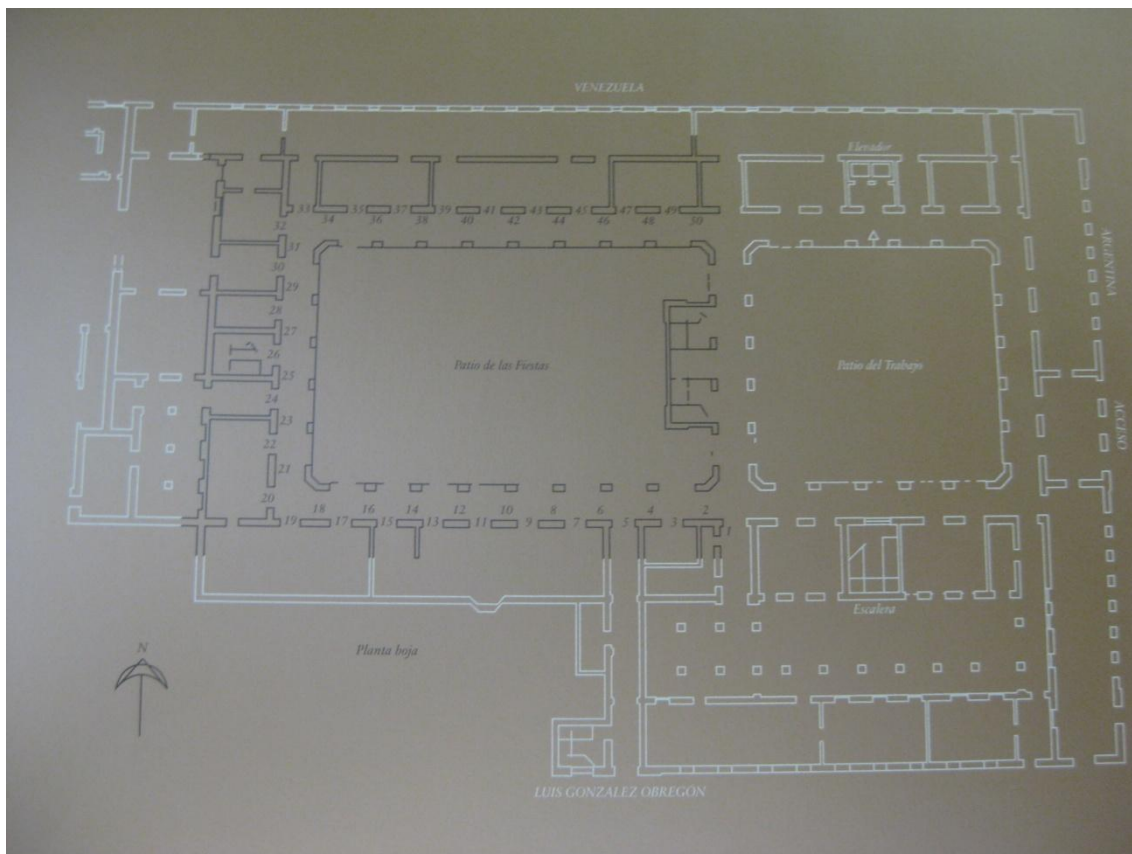 VENEZUELA
Elevador
33 35 37 39 41 43 45 47 49
34 36 38 40 42 44 46 48 50
32
31
30
29
28
27
26
25
24
23
22
21
20
ARGENTINA
Patio de las Fiestas
Patio del Trabajo
ACCESO
18 16 14 12 10 8 6 4 2
19 17 15 13 11 9 7 5 3 1
Escalera
N
Planta baja
LUIS GONZALEZ OBREGÓN